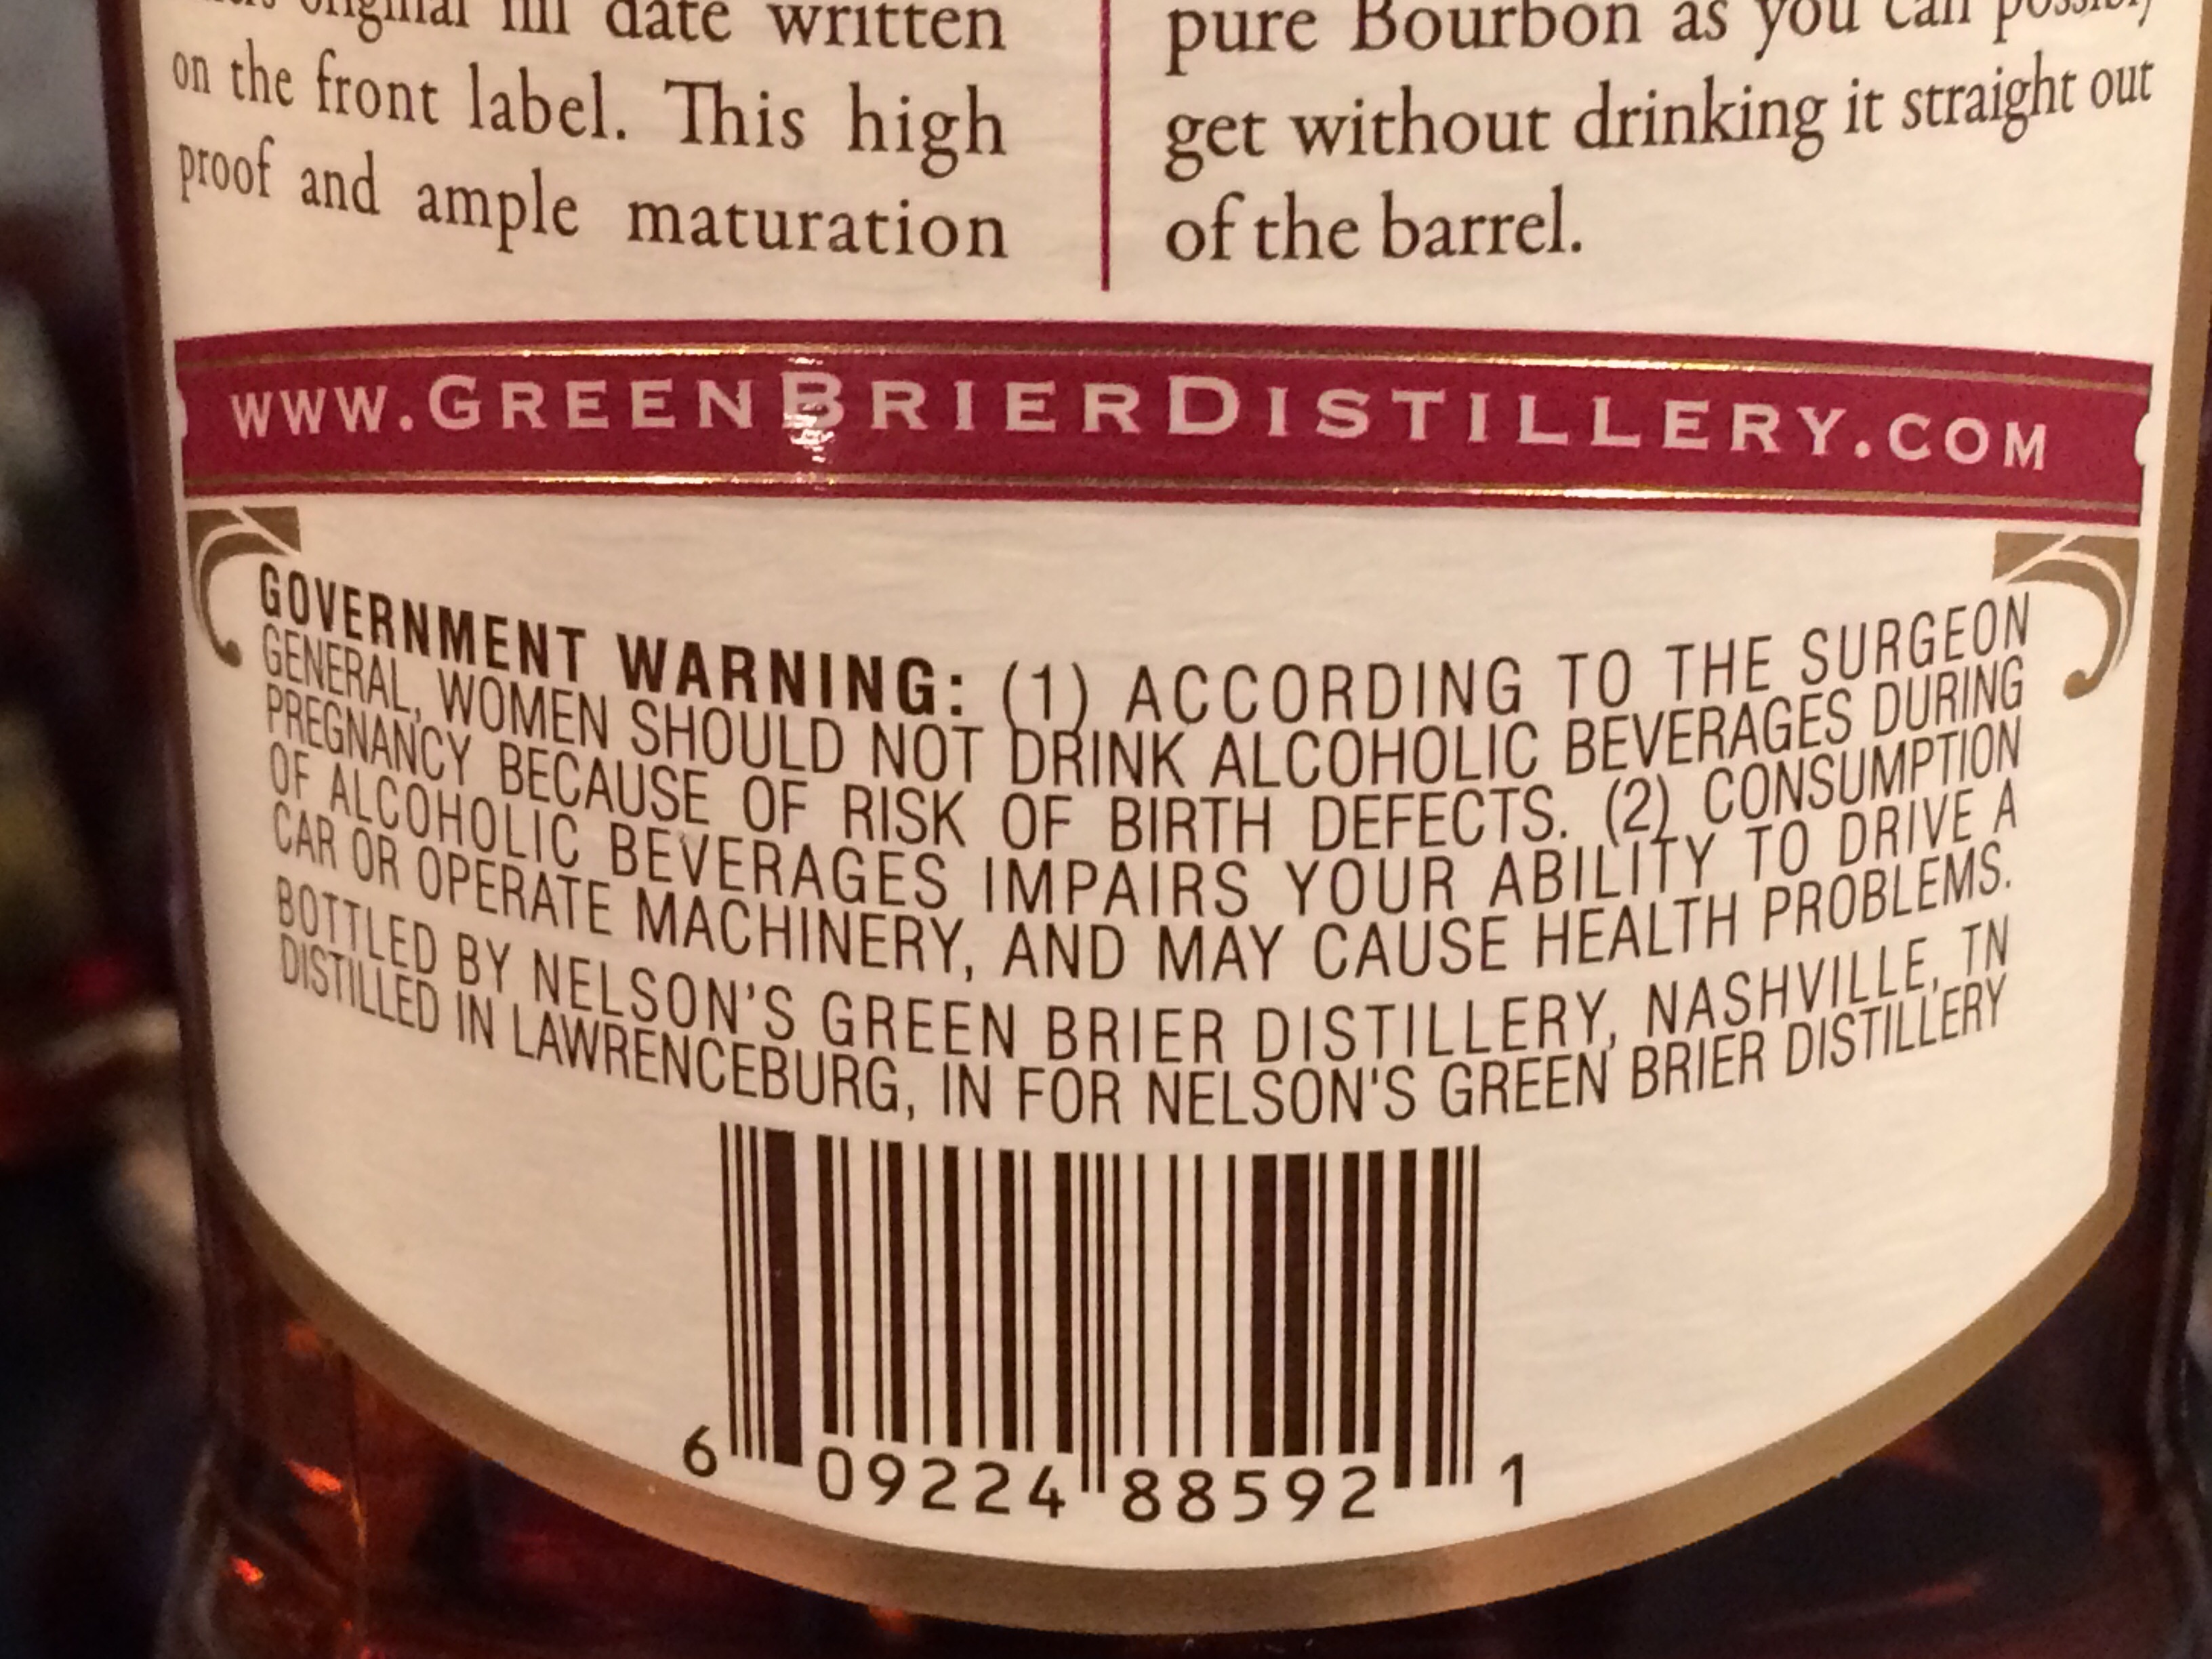 original fill date written
on the front label. This high
proof and ample maturation
pure Bourbon as you can possibly
get without drinking it straight out
of the barrel.
WWW.GREENBRIERDISTILLERY.COM
GOVERNMENT WARNING: (1) ACCORDING TO THE SURGEON
GENERAL, WOMEN SHOULD NOT DRINK ALCOHOLIC BEVERAGES DURING
PREGNANCY BECAUSE OF RISK OF BIRTH DEFECTS. (2) CONSUMPTION
OF ALCOHOLIC BEVERAGES IMPAIRS YOUR ABILITY TO DRIVE A
CAR OR OPERATE MACHINERY, AND MAY CAUSE HEALTH PROBLEMS.
BOTTLED BY NELSON'S GREEN BRIER DISTILLERY, NASHVILLE, TN
DISTILLED IN LAWRENCEBURG, IN FOR NELSON'S GREEN BRIER DISTILLERY
6 09224 88592 1